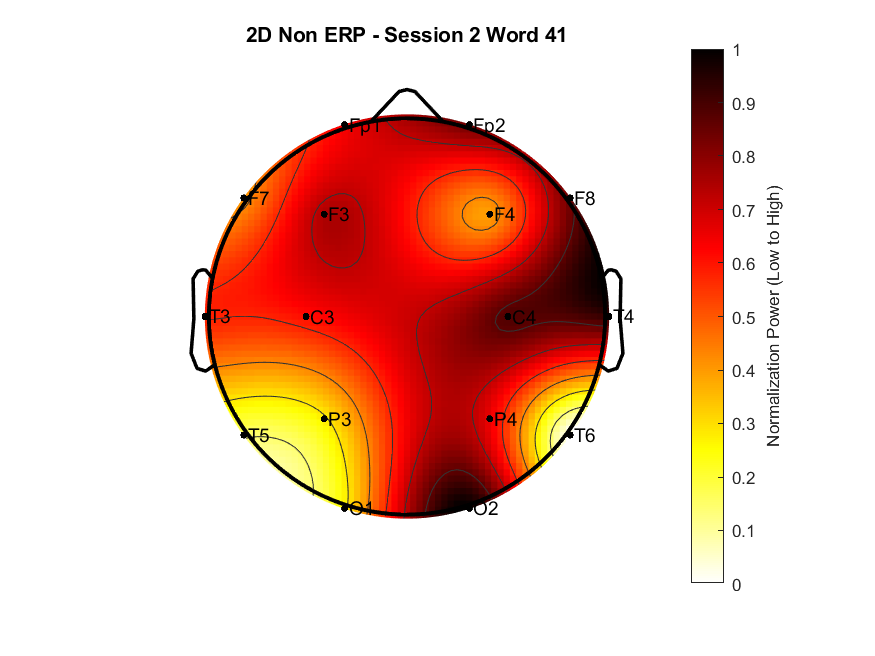 2D Non ERP - Session 2 Word 41
Fp1 Fp2
F7 F3 F4 F8
T3 C3 C4 T4
P3 P4
T5 T6
O1 O2
1
0.9
0.8
0.7
0.6
0.5
0.4
0.3
0.2
0.1
0
Normalization Power (Low to High)